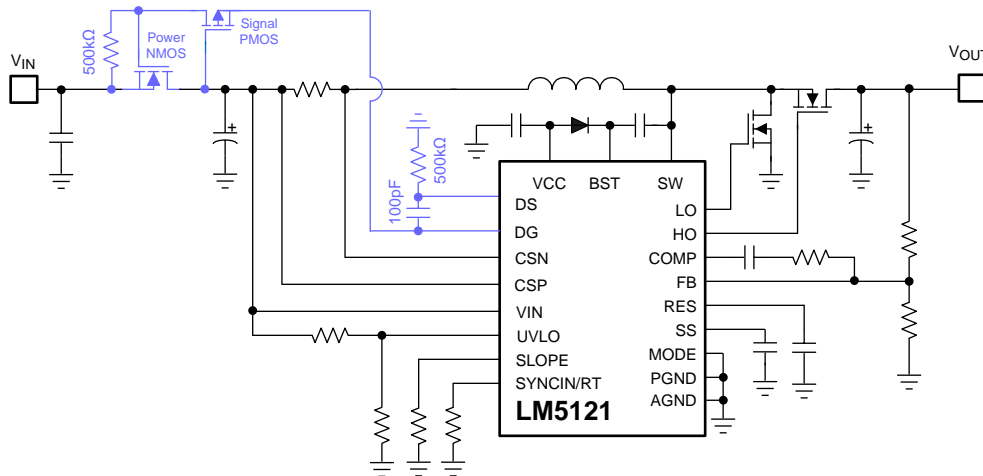 Signal
PMOS
Power
NMOS
500kΩ
VIN
VOUT
500kΩ
100pF
VCC
BST
SW
DS
DG
CSN
CSP
VIN
UVLO
SLOPE
SYNCIN/RT
LO
HO
COMP
FB
RES
SS
MODE
PGND
AGND
LM5121